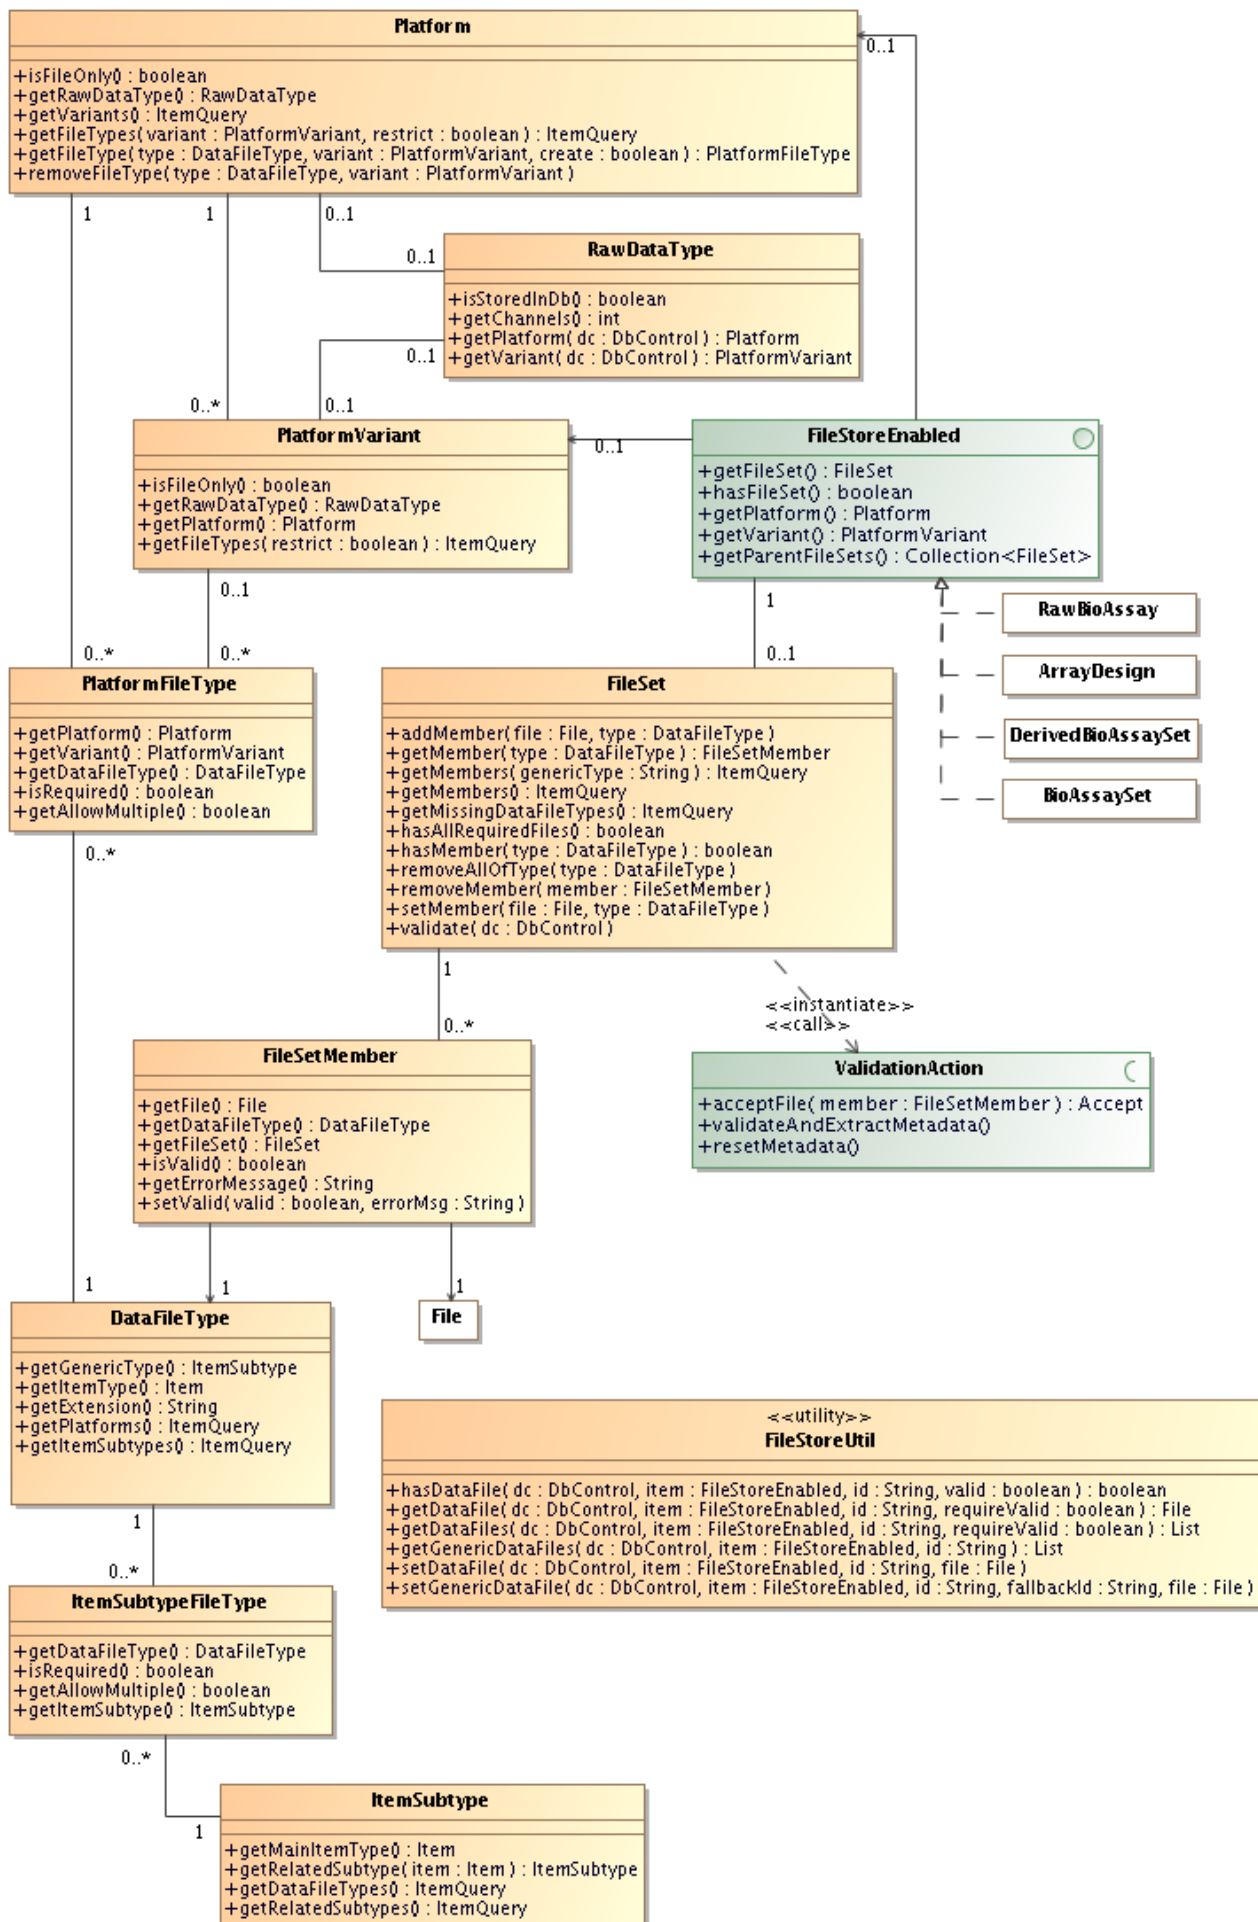 Platform
+isFileOnly() : boolean
+getRawDataType() : RawDataType
+getVariants() : ItemQuery
+getFileTypes( variant : PlatformVariant, restrict : boolean ) : ItemQuery
+getFileType( type : DataFileType, variant : PlatformVariant, create : boolean ) : PlatformFileType
+removeFileType( type : DataFileType, variant : PlatformVariant )
0..1
1
1
0..1
0..1
RawDataType
+isStoredInDb() : boolean
+getChannels() : int
+getPlatform( dc : DbControl ) : Platform
+getVariant( dc : DbControl ) : PlatformVariant
0..1
0..*
0..1
PlatformVariant
+isFileOnly() : boolean
+getRawDataType() : RawDataType
+getPlatform() : Platform
+getFileTypes( restrict : boolean ) : ItemQuery
0..1
FileStoreEnabled
+getFileSet() : FileSet
+hasFileSet() : boolean
+getPlatform() : Platform
+getVariant() : PlatformVariant
+getParentFileSets() : Collection<FileSet>
0..1
1
RawBioAssay
ArrayDesign
DerivedBioAssaySet
BioAssaySet
0..*
0..*
0..1
PlatformFileType
+getPlatform() : Platform
+getVariant() : PlatformVariant
+getDataFileType() : DataFileType
+isRequired() : boolean
+getAllowMultiple() : boolean
0..*
FileSet
+addMember( file : File, type : DataFileType )
+getMember( type : DataFileType ) : FileSetMember
+getMembers( genericType : String ) : ItemQuery
+getMembers() : ItemQuery
+getMissingDataFileTypes() : ItemQuery
+hasAllRequiredFiles() : boolean
+hasMember( type : DataFileType ) : boolean
+removeAllOfType( type : DataFileType )
+removeMember( member : FileSetMember )
+setMember( file : File, type : DataFileType )
+validate( dc : DbControl )
1
<<instantiate>>
<<call>>
0..*
FileSetMember
+getFile() : File
+getDataFileType() : DataFileType
+getFileSet() : FileSet
+isValid() : boolean
+getErrorMessage() : String
+setValid( valid : boolean, errorMsg : String )
ValidationAction
+acceptFile( member : FileSetMember ) : Accept
+validateAndExtractMetadata()
+resetMetadata()
1
1
1
DataFileType
+getGenericType() : ItemSubtype
+getItemType() : Item
+getExtension() : String
+getPlatforms() : ItemQuery
+getItemSubtypes() : ItemQuery
File
<<utility>>
FileStoreUtil
+hasDataFile( dc : DbControl, item : FileStoreEnabled, id : String, valid : boolean ) : boolean
+getDataFile( dc : DbControl, item : FileStoreEnabled, id : String, requireValid : boolean ) : File
+getDataFiles( dc : DbControl, item : FileStoreEnabled, id : String, requireValid : boolean ) : List
+getGenericDataFiles( dc : DbControl, item : FileStoreEnabled, id : String ) : List
+setDataFile( dc : DbControl, item : FileStoreEnabled, id : String, file : File )
+setGenericDataFile( dc : DbControl, item : FileStoreEnabled, id : String, fallbackId : String, file : File )
1
0..*
ItemSubtypeFileType
+getDataFileType() : DataFileType
+isRequired() : boolean
+getAllowMultiple() : boolean
+getItemSubtype() : ItemSubtype
0..*
1
ItemSubtype
+getMainItemType() : Item
+getRelatedSubtype( item : Item ) : ItemSubtype
+getDataFileTypes() : ItemQuery
+getRelatedSubtypes() : ItemQuery